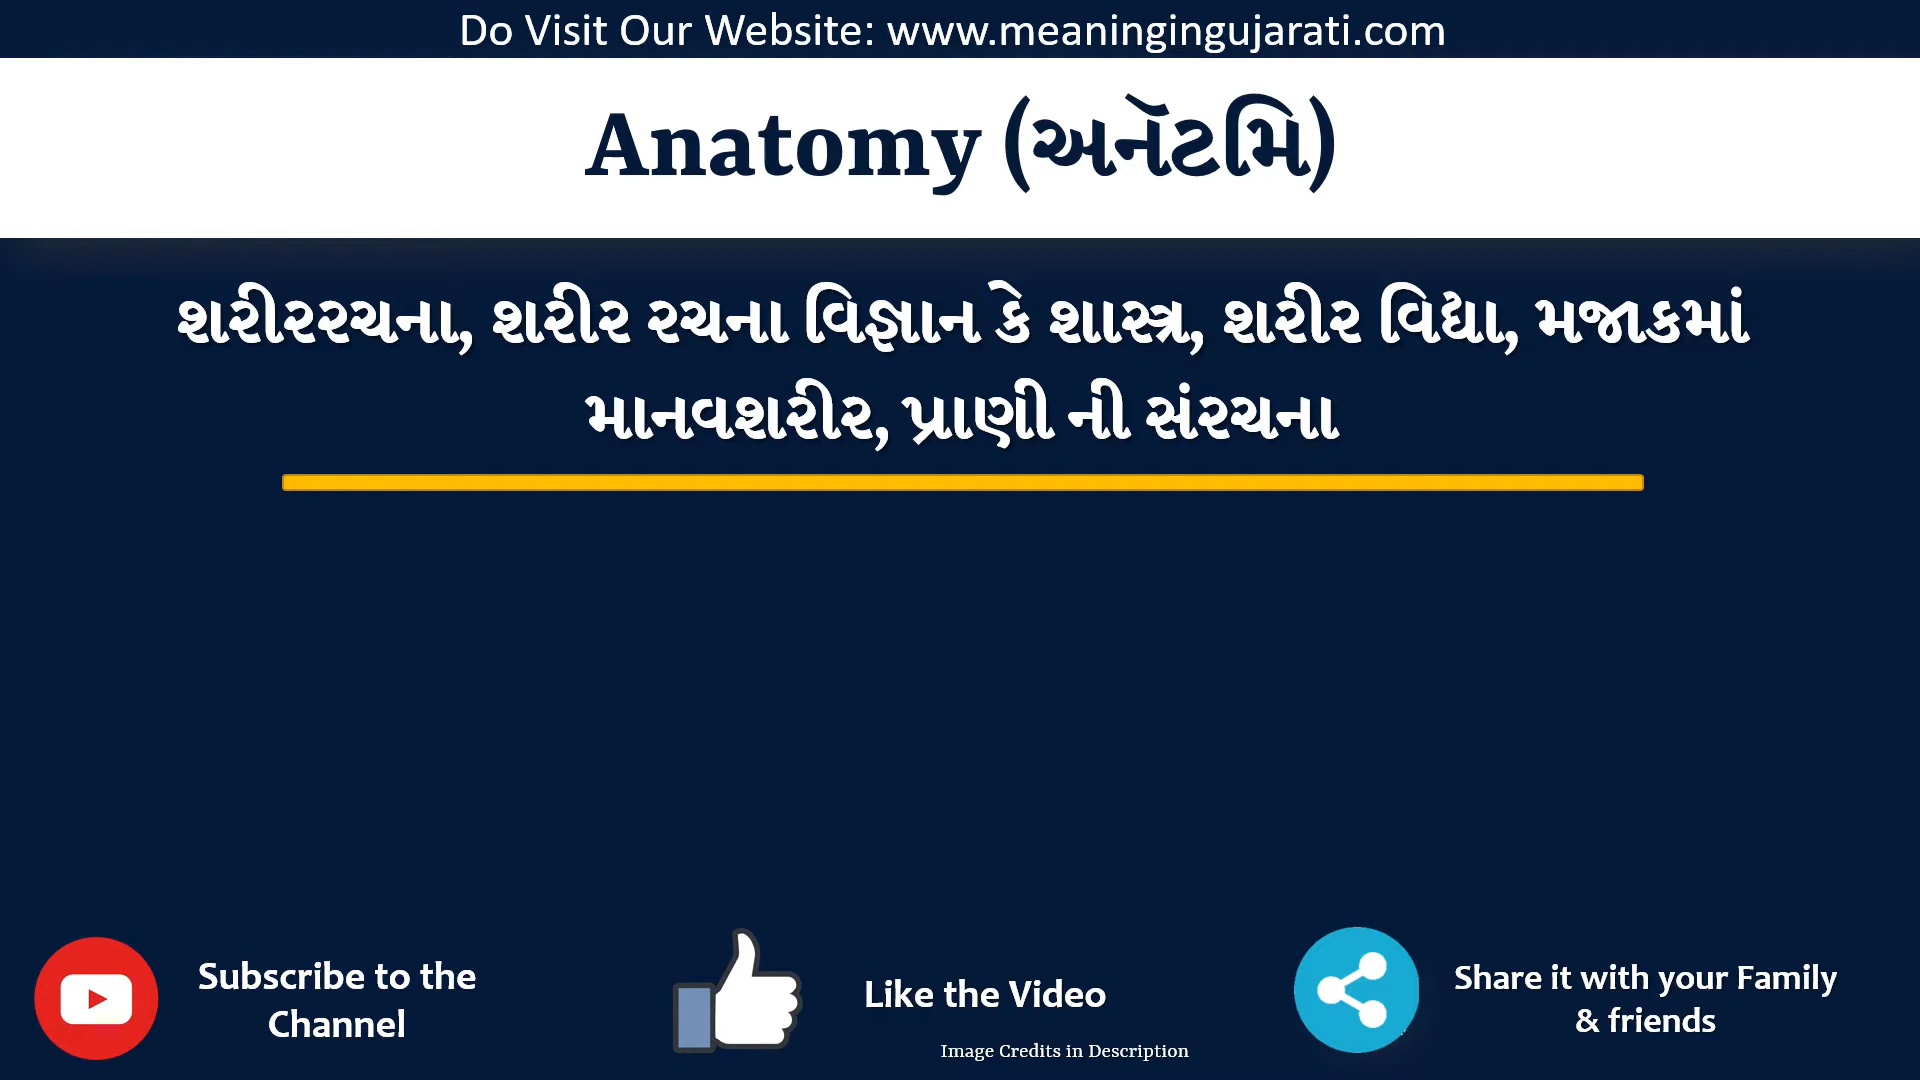 Do Visit Our Website: www.meaningingujarati.com
Anatomy (અનૅટમિ)
શરીરરચના, શરીર રચના વિજ્ઞાન કે શાસ્ત્ર, શરીર વિદ્યા, મજાકમાં
માનવશરીર, પ્રાણી ની સંરચના
Subscribe to the
Channel
Like the Video
Share it with your Family
& friends
Image Credits in Description